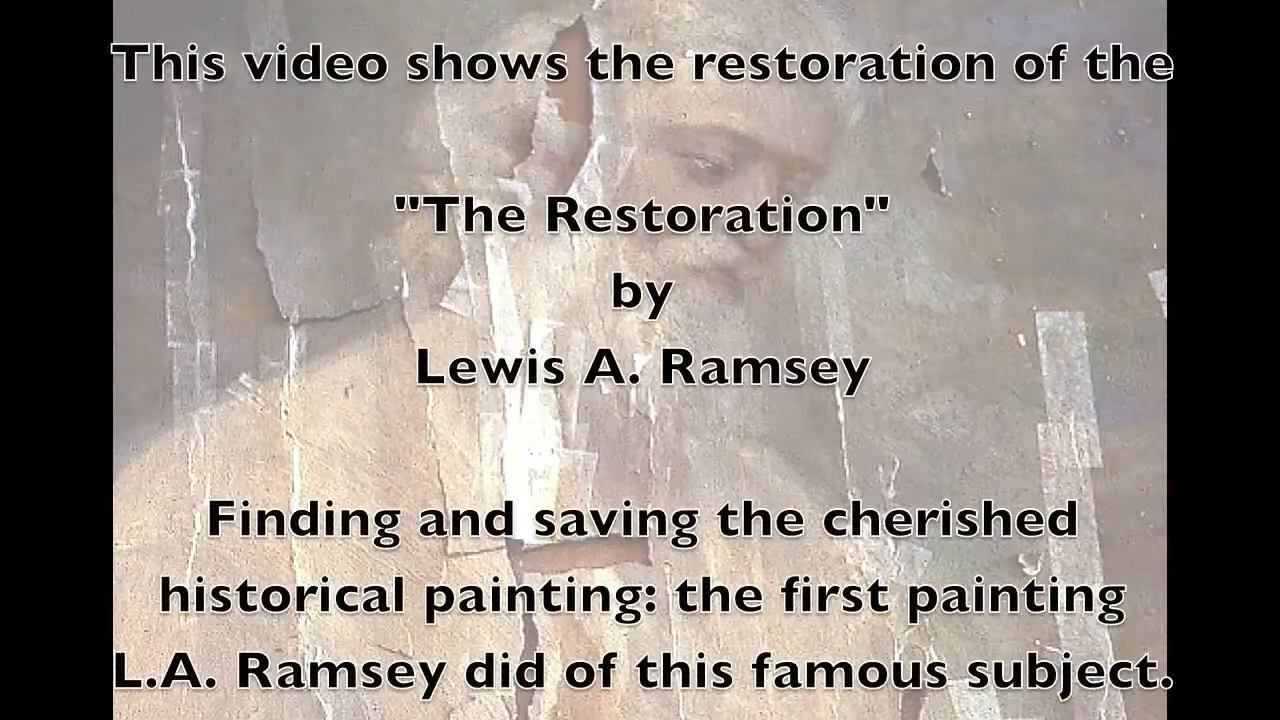 This video shows the restoration of the
"The Restoration"
by
Lewis A. Ramsey
Finding and saving the cherished
historical painting: the first painting
L.A. Ramsey did of this famous subject.